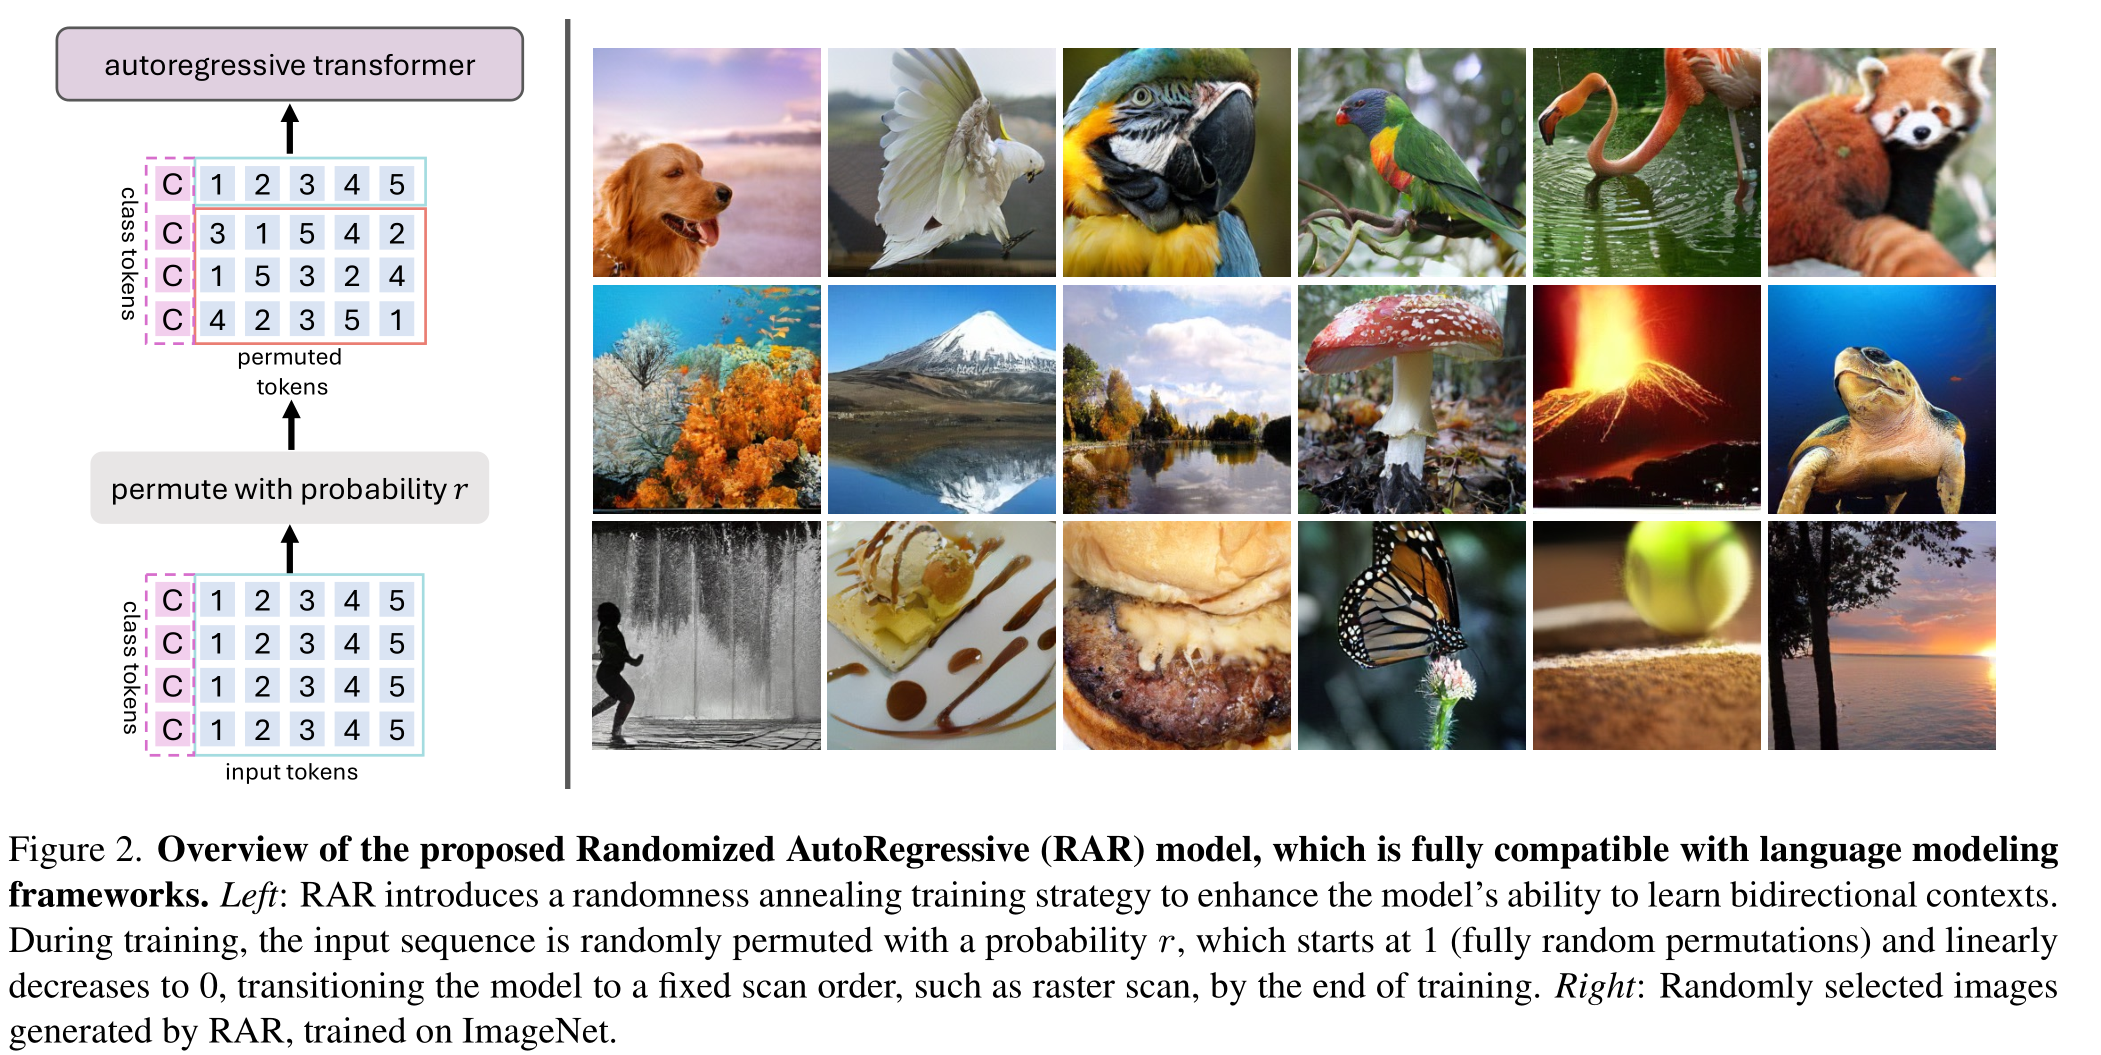 autoregressive transformer
class tokens
C 1 2 3 4 5
C 3 1 5 4 2
C 1 5 3 2 4
C 4 2 3 5 1
permuted
tokens
permute with probability r
class tokens
C 1 2 3 4 5
C 1 2 3 4 5
C 1 2 3 4 5
C 1 2 3 4 5
input tokens
Figure 2. Overview of the proposed Randomized AutoRegressive (RAR) model, which is fully compatible with language modeling
frameworks. Left: RAR introduces a randomness annealing training strategy to enhance the model's ability to learn bidirectional contexts.
During training, the input sequence is randomly permuted with a probability r, which starts at 1 (fully random permutations) and linearly
decreases to 0, transitioning the model to a fixed scan order, such as raster scan, by the end of training. Right: Randomly selected images
generated by RAR, trained on ImageNet.